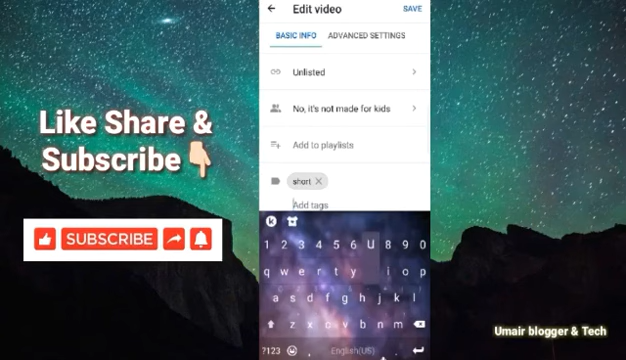 Edit video
SAVE
BASIC INFO
ADVANCED SETTINGS
Unlisted
No, it's not made for kids
Add to playlists
short
Add tags
Like Share &
Subscribe
SUBSCRIBE
1 2 3 4 5 6 U 8 9 0
q w e r t y i o p
a s d f g h j k l
z x c v b n m
?123 , English(US) .
Umair blogger & Tech